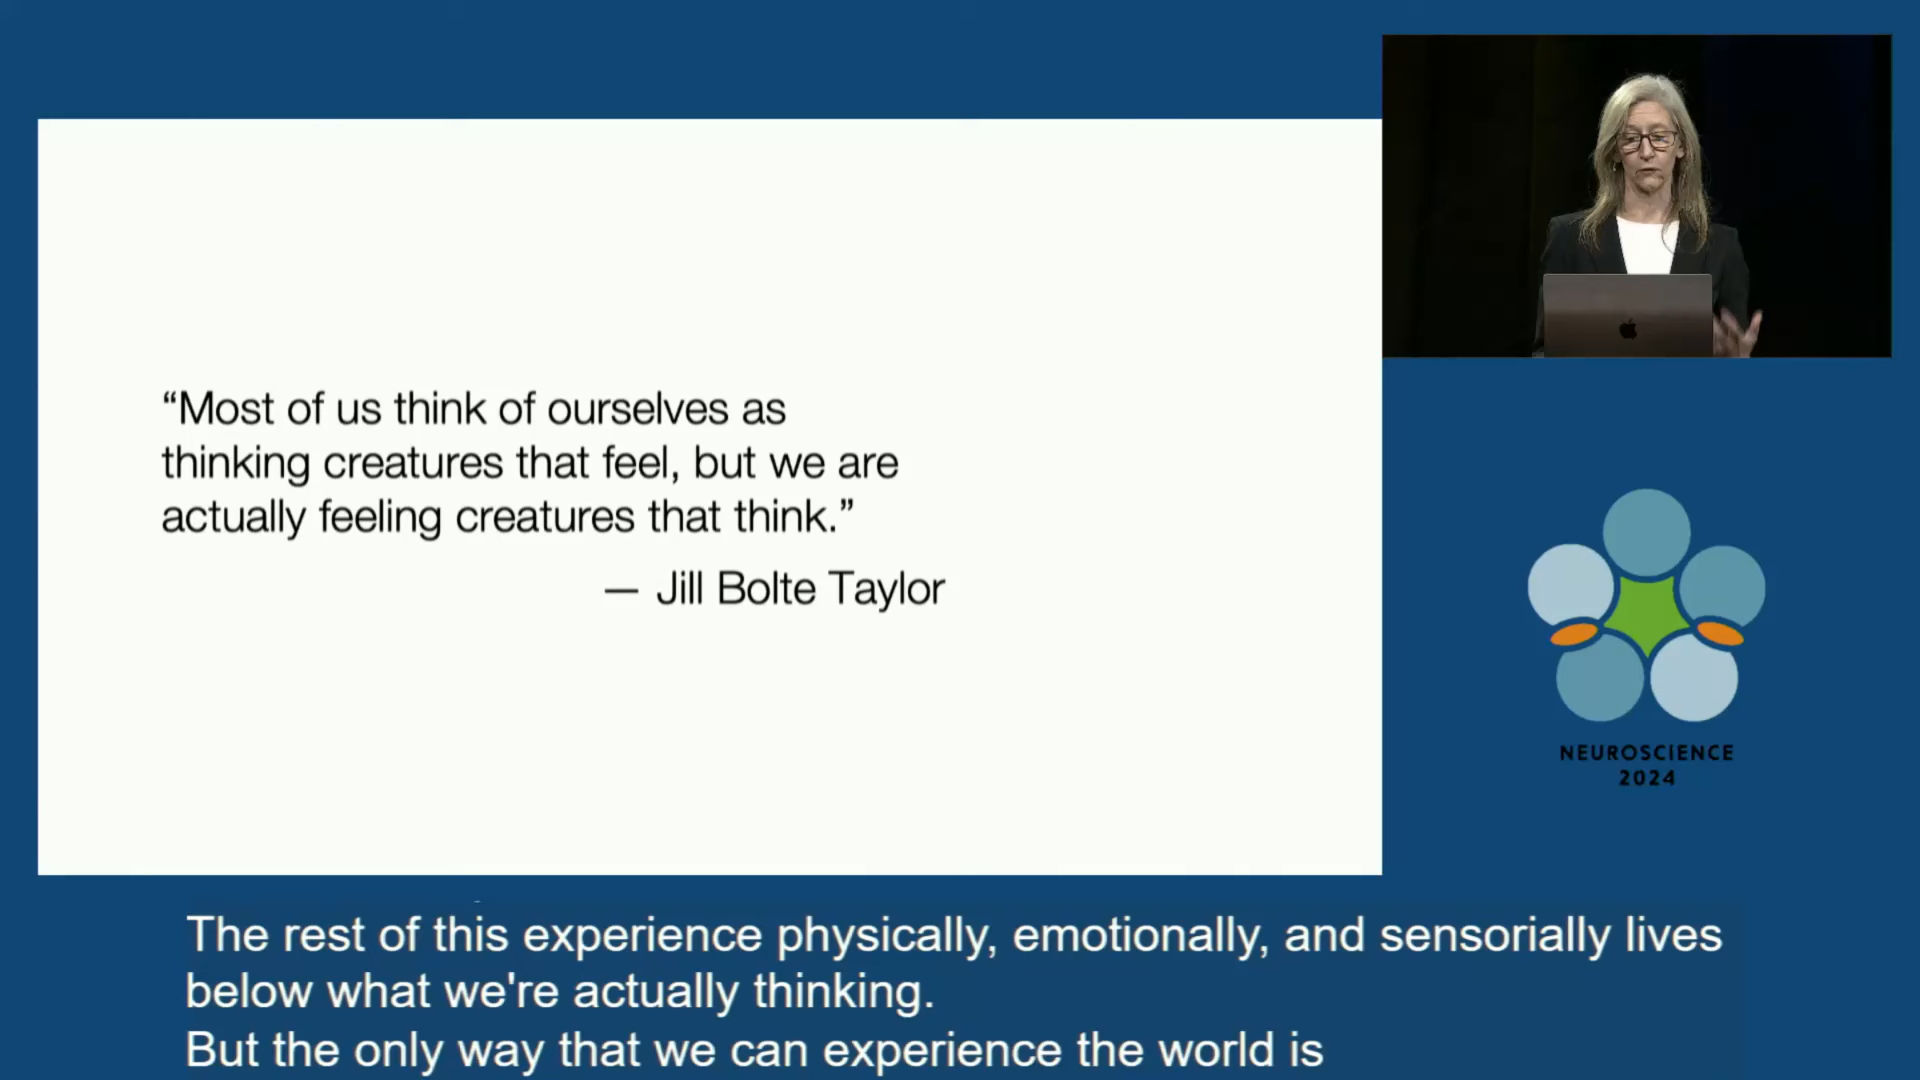 “Most of us think of ourselves as
thinking creatures that feel, but we are
actually feeling creatures that think.”
— Jill Bolte Taylor
NEUROSCIENCE
2024
The rest of this experience physically, emotionally, and sensorially lives
below what we're actually thinking.
But the only way that we can experience the world is